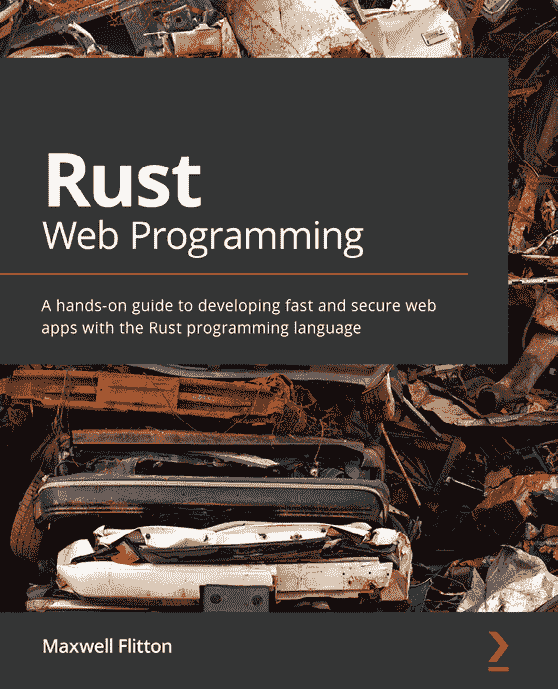 Rust
Web Programming
A hands-on guide to developing fast and secure web
apps with the Rust programming language
Maxwell Flitton